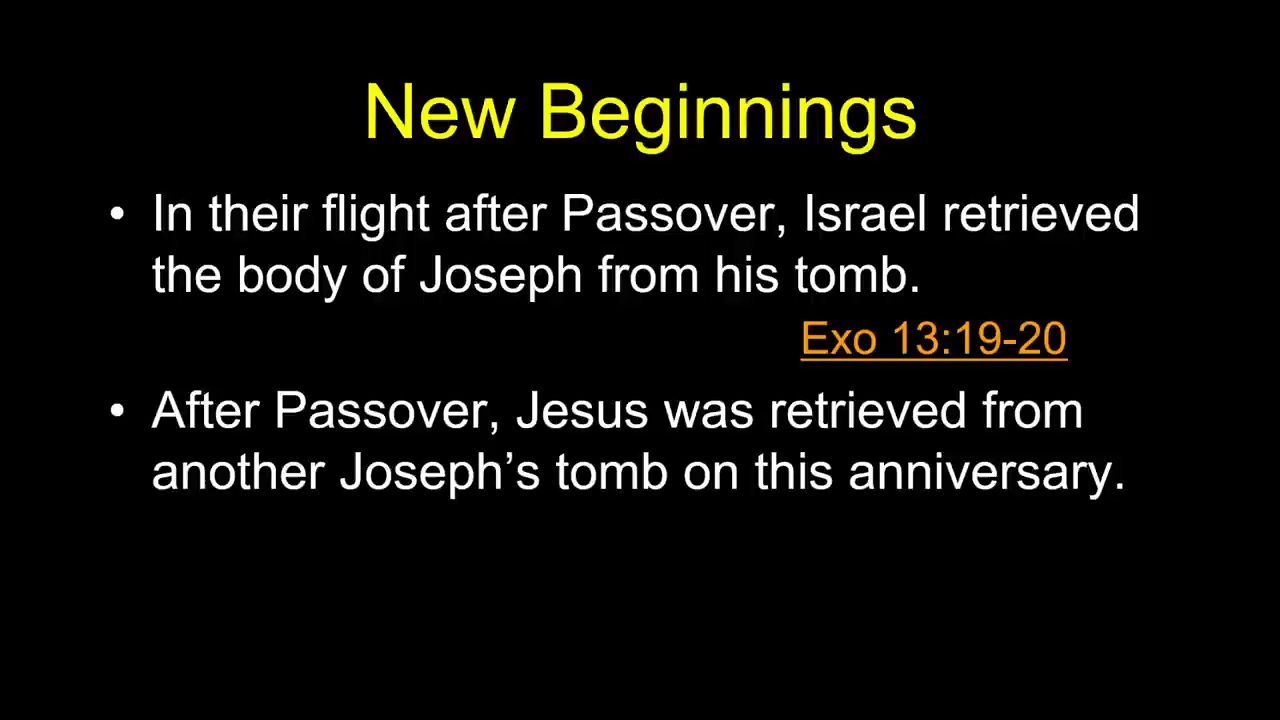 New Beginnings
• In their flight after Passover, Israel retrieved
the body of Joseph from his tomb.
Exo 13:19-20
• After Passover, Jesus was retrieved from
another Joseph’s tomb on this anniversary.